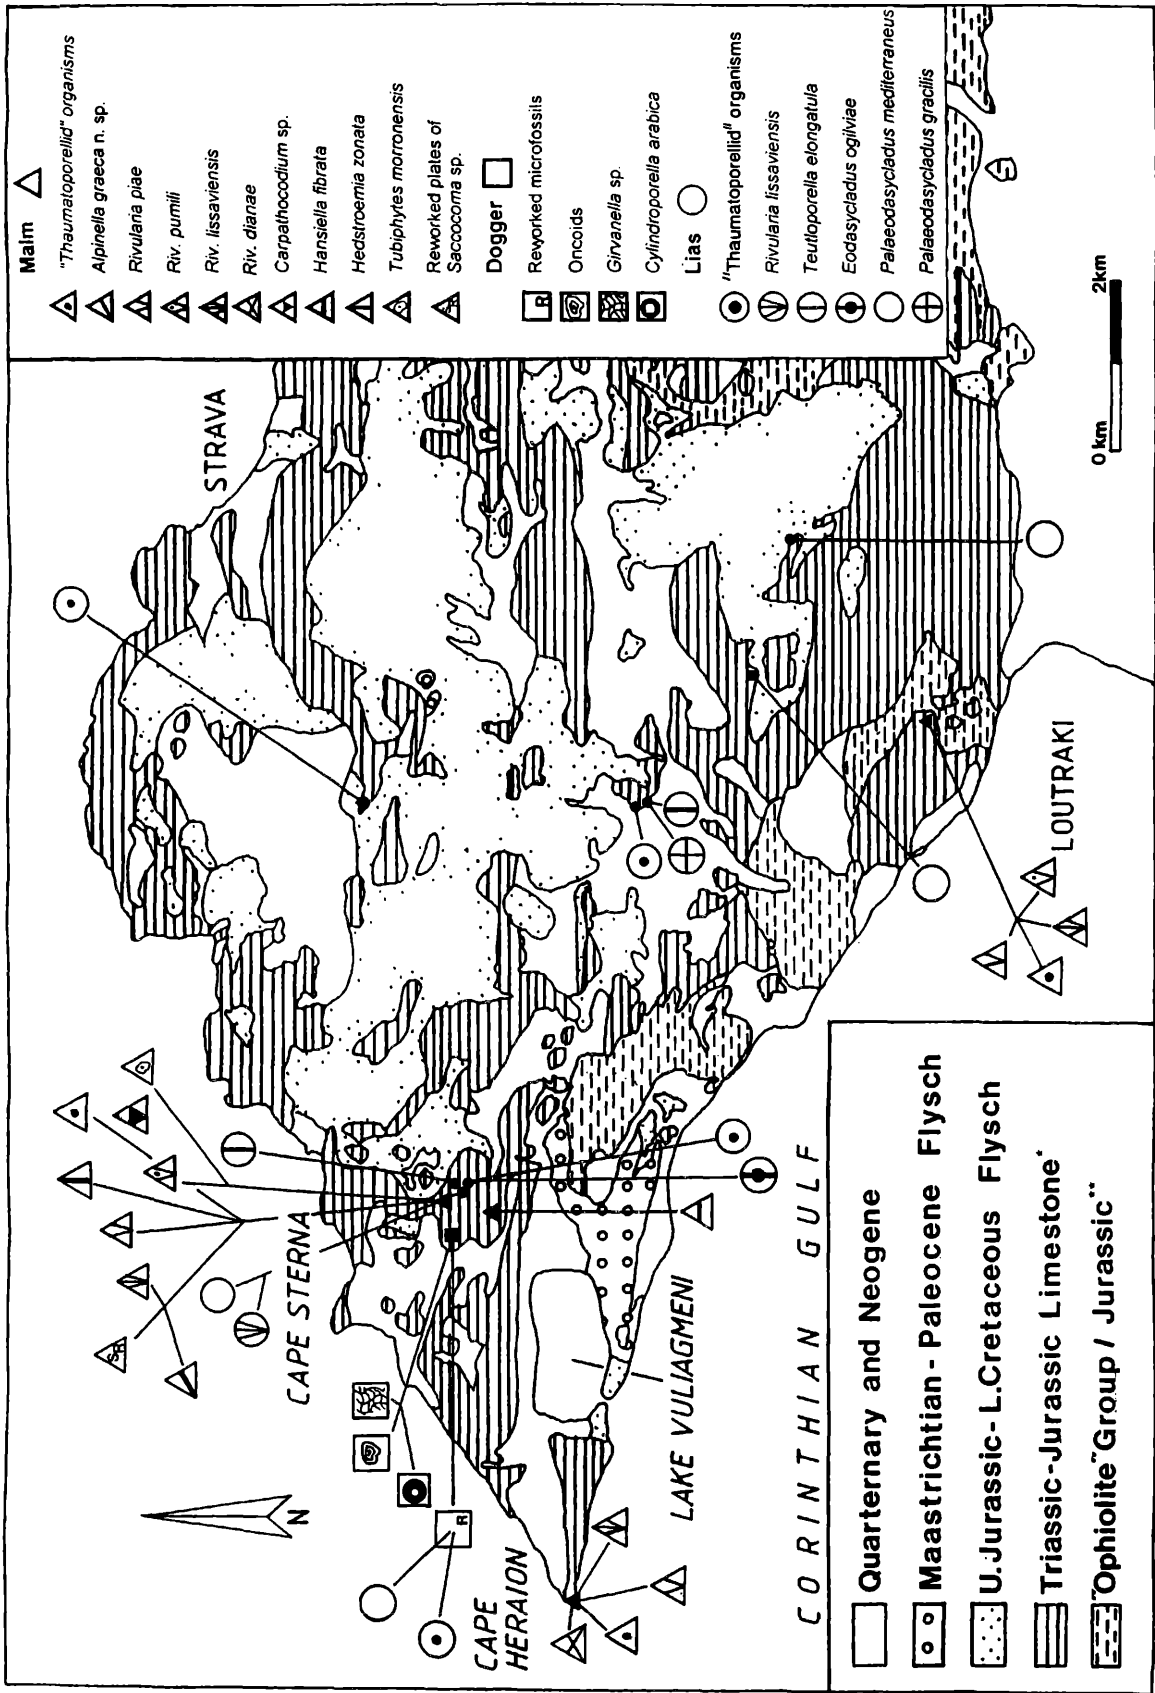 Malm
"Thaumatoporellid" organisms
Alpinella graeca n. sp.
Rivularia piae
Riv. pumili
Riv. lissaviensis
Riv. dianae
Carpathocodium sp.
Hansiella fibrata
Hedstroemia zonata
Tubiphytes morronensis
Reworked plates of
Saccocoma sp.
SR
Dogger
Reworked microfossils
R
Oncoids
Girvanella sp.
Cylindroporella arabica
Lias
"Thaumatoporellid" organisms
Rivularia lissaviensis
Teutloporella elongatula
Eodasycladus ogilviae
Palaeodasycladus mediterraneus
Palaeodasycladus gracilis
0 km
2km
STRAVA
LOUTRAKI
CAPE STERNA
SR
N
R
CAPE
HERAION
LAKE VULIAGMENI
CORINTHIAN GULF
Quarternary and Neogene
Maastrichtian - Paleocene Flysch
U.Jurassic-L.Cretaceous Flysch
Triassic-Jurassic Limestone*
"Ophiolite" Group / Jurassic**